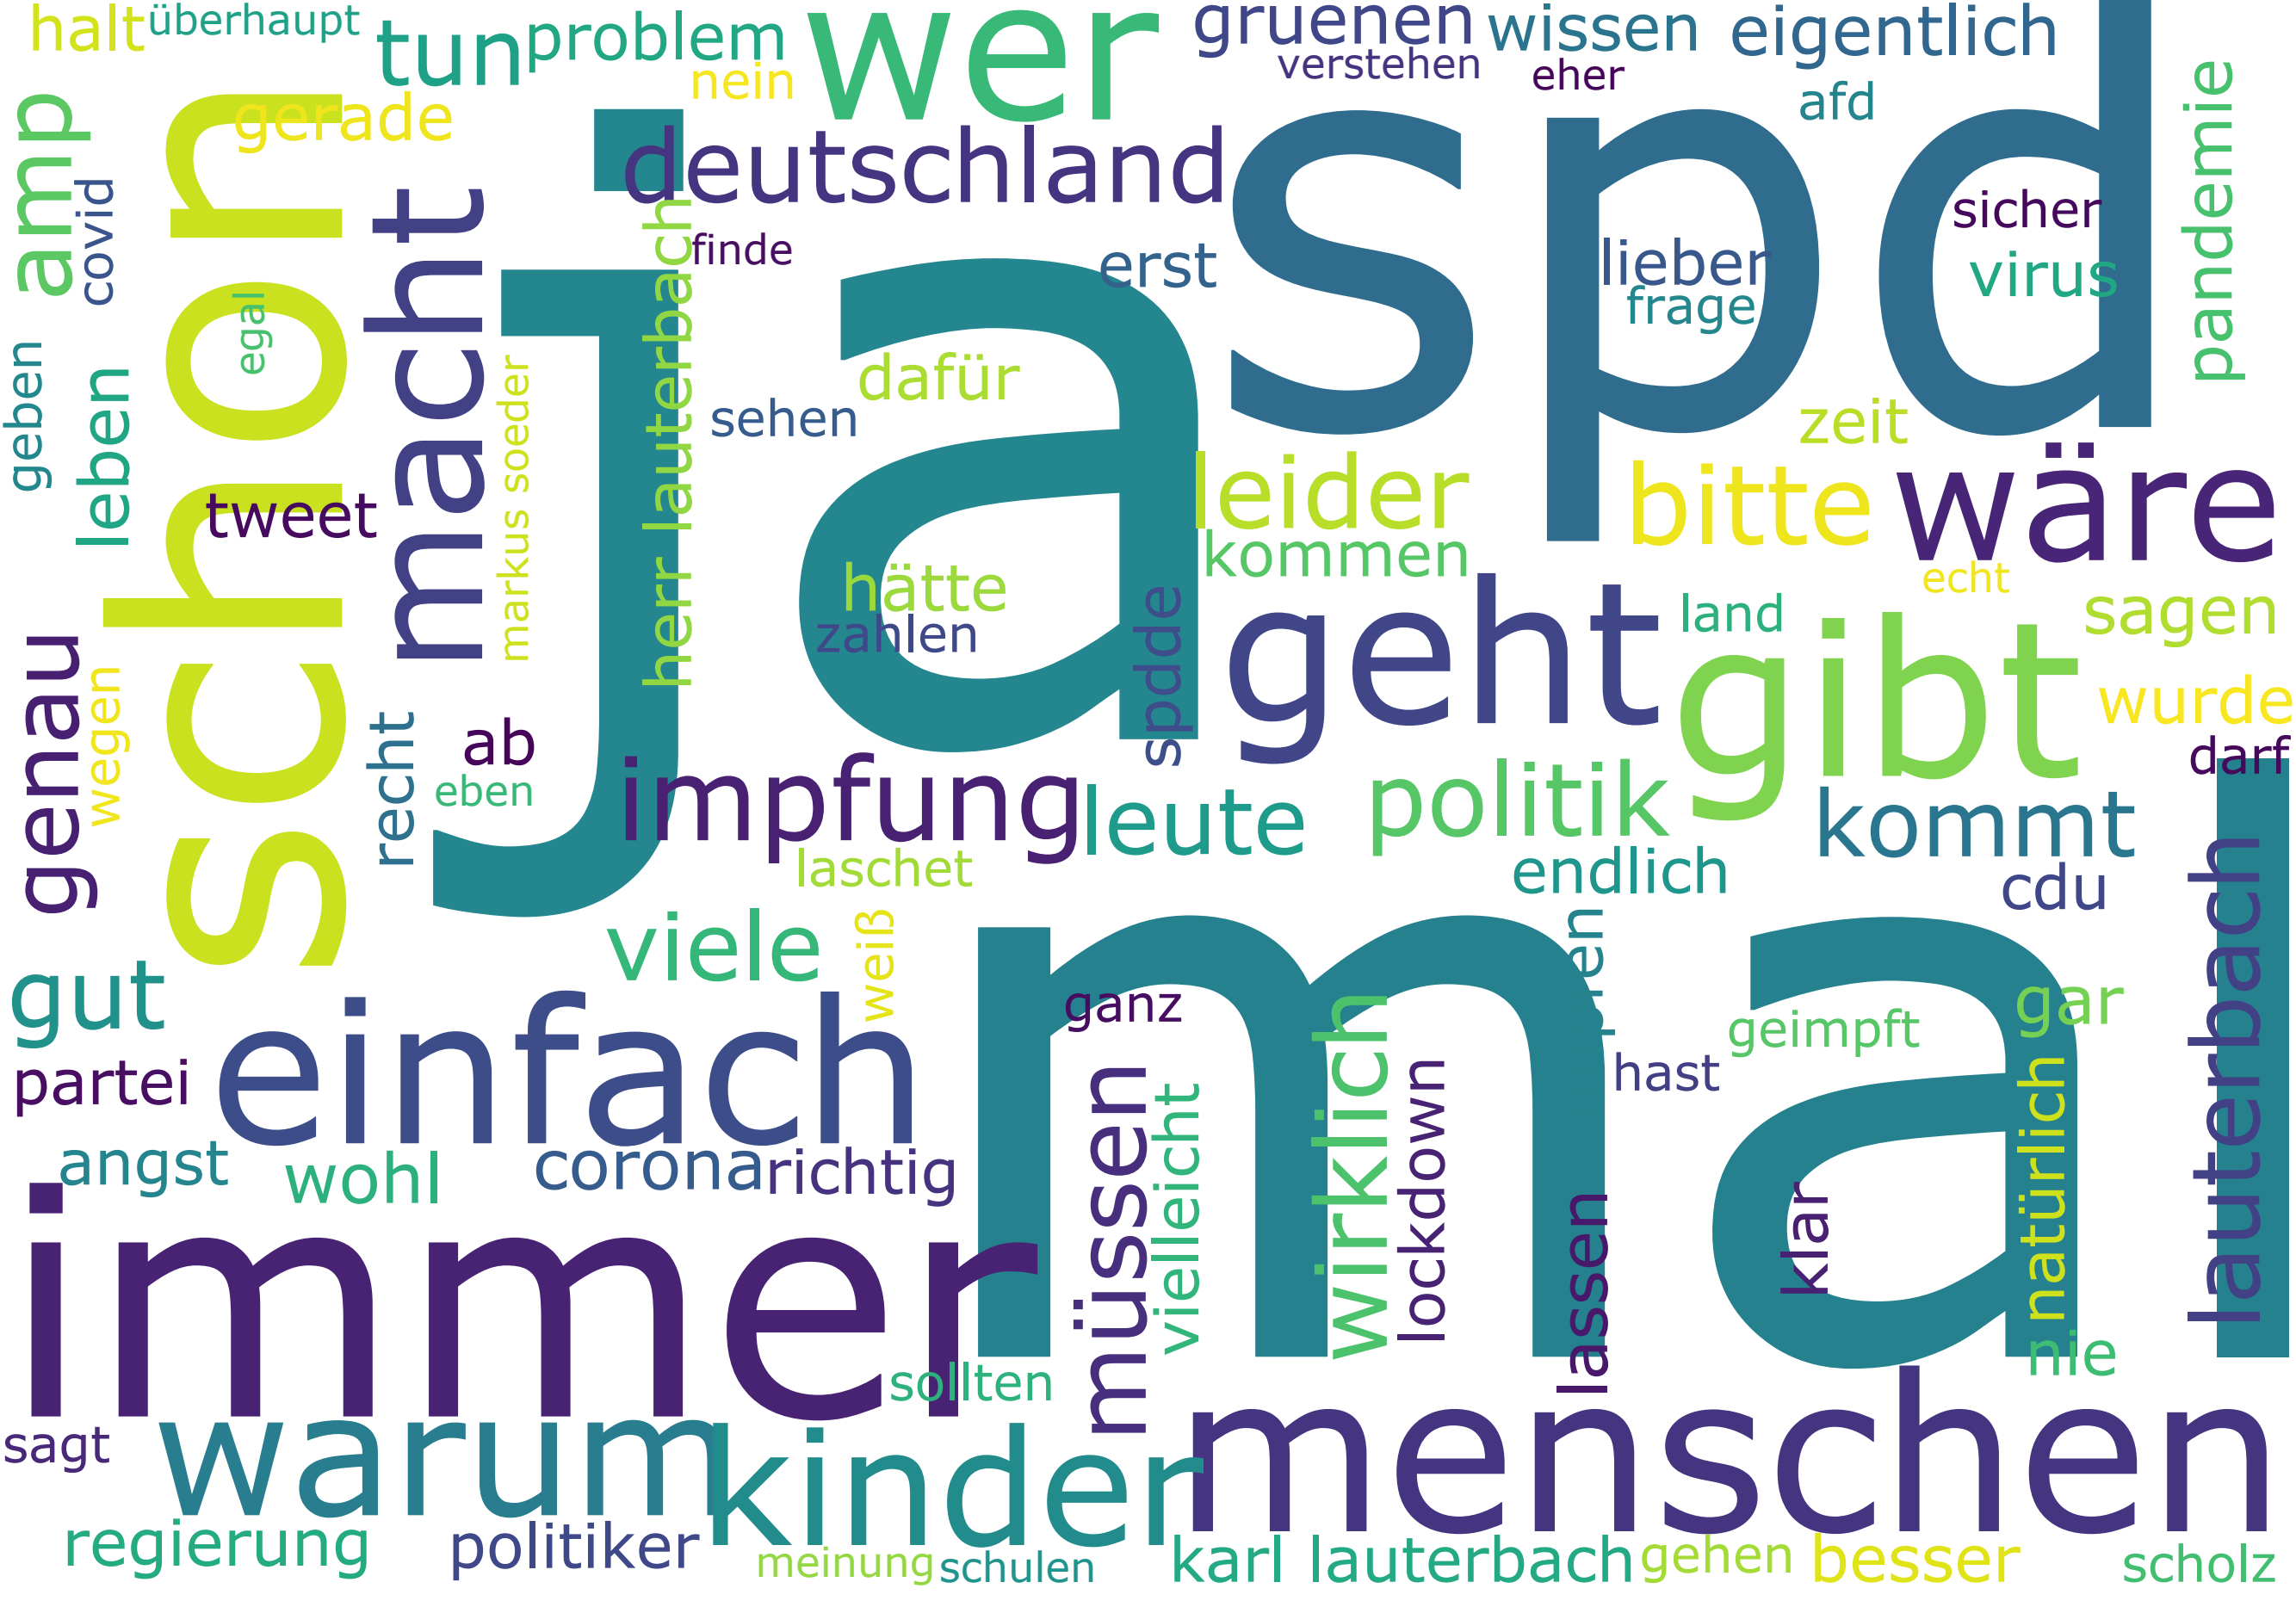 halt
überhaupt
tun
problem
nein
wer
gruenen
verstehen
wissen
eher
eigentlich
afd
pandemie
amp
covid
gerade
schon
egal
macht
deutschland
spd
sicher
virus
lieber
frage
finde
erst
ja
herr lauterbach
markus soeder
geben
leben
tweet
dafür
sehen
zeit
leider
kommen
bitte
wäre
echt
hätte
zahlen
spdde
geht
land
gibt
sagen
wurde
darf
genau
wegen
recht
ab
eben
impfung
leute
politik
kommt
laschet
endlich
cdu
lauterbach
viele
weiß
gut
einfach
ganz
mal
geimpft
gar
hast
partei
müssen
vielleicht
wirklich
lockdown
lassen
klar
natürlich
angst
wohl
corona
richtig
immer
sollten
nie
sagt
warum
kinder
menschen
regierung
politiker
meinung
schulen
karl lauterbach
gehen
besser
scholz